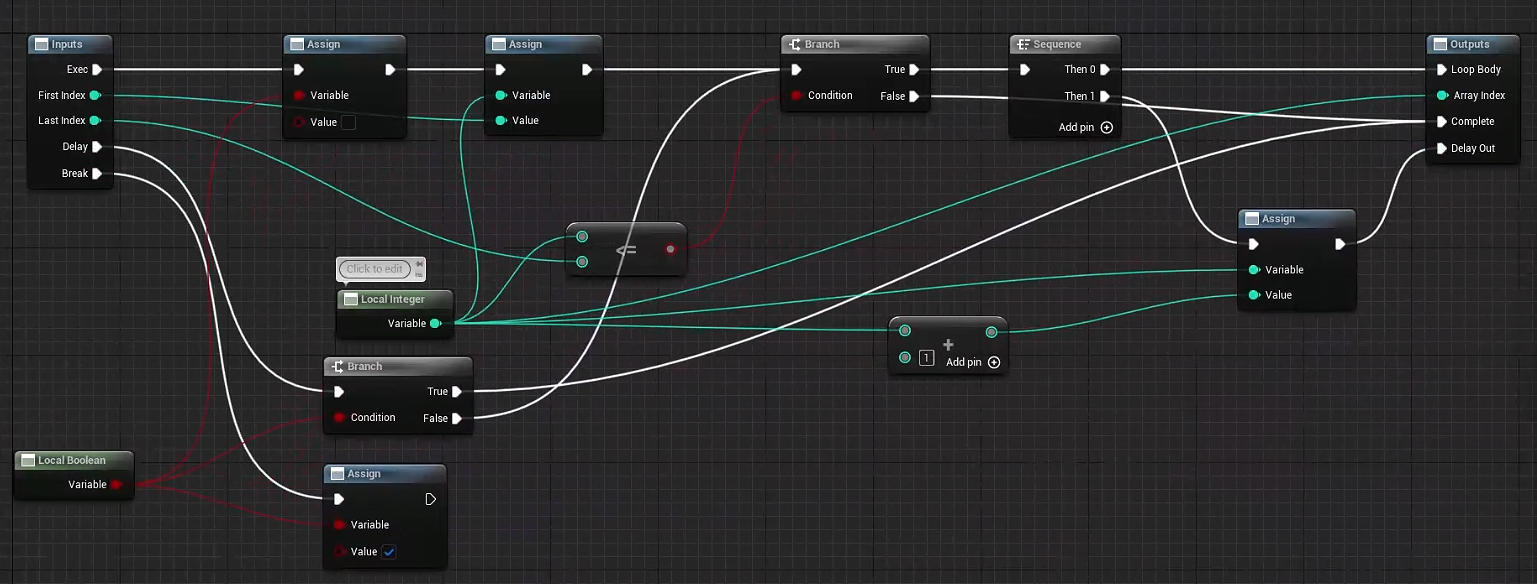 Inputs
Exec
First Index
Last Index
Delay
Break
Assign
Variable
Value
Assign
Variable
Value
Branch
True
Condition
False
Sequence
Then 0
Then 1
Add pin
Outputs
Loop Body
Array Index
Complete
Delay Out
<=
Click to edit
Local Integer
Variable
Assign
Variable
Value
+
1
Add pin
Branch
True
Condition
False
Local Boolean
Variable
Assign
Variable
Value